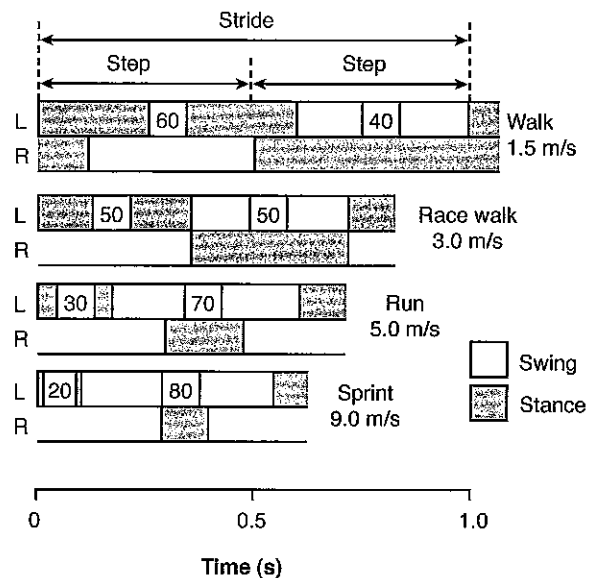 Stride
Step Step
L 60 40 Walk
R 1.5 m/s
L 50 50 Race walk
R 3.0 m/s
L 30 70 Run
R 5.0 m/s
L 20 80 Sprint
R 9.0 m/s
Swing
Stance
0 0.5 1.0
Time (s)